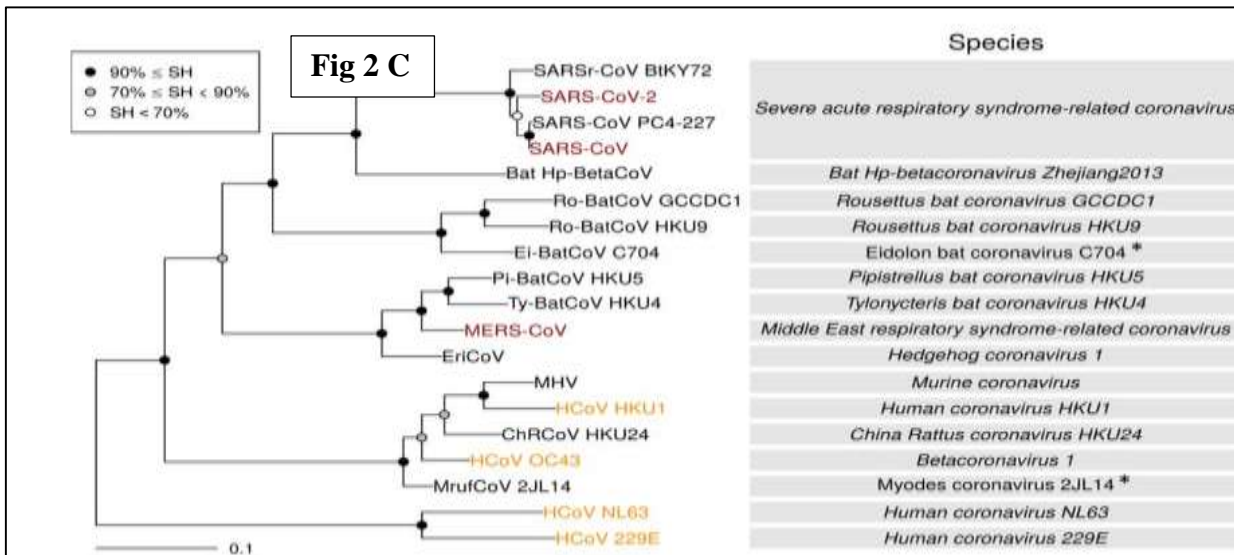 Species
90% ≤ SH
70% ≤ SH < 90%
SH < 70%
Fig 2 C
SARSr-CoV BtKY72
SARS-CoV-2
SARS-CoV PC4-227
SARS-CoV
Severe acute respiratory syndrome-related coronavirus
Bat Hp-BetaCoV Bat Hp-betacoronavirus Zhejiang2013
Ro-BatCoV GCCDC1 Rousettus bat coronavirus GCCDC1
Ro-BatCoV HKU9 Rousettus bat coronavirus HKU9
Ei-BatCoV C704 Eidolon bat coronavirus C704 *
Pi-BatCoV HKU5 Pipistrellus bat coronavirus HKU5
Ty-BatCoV HKU4 Tylonycteris bat coronavirus HKU4
MERS-CoV Middle East respiratory syndrome-related coronavirus
EriCoV Hedgehog coronavirus 1
MHV Murine coronavirus
HCoV HKU1 Human coronavirus HKU1
ChRCoV HKU24 China Rattus coronavirus HKU24
HCoV OC43 Betacoronavirus 1
MrufCoV 2JL14 Myodes coronavirus 2JL14 *
HCoV NL63 Human coronavirus NL63
HCoV 229E Human coronavirus 229E
0.1